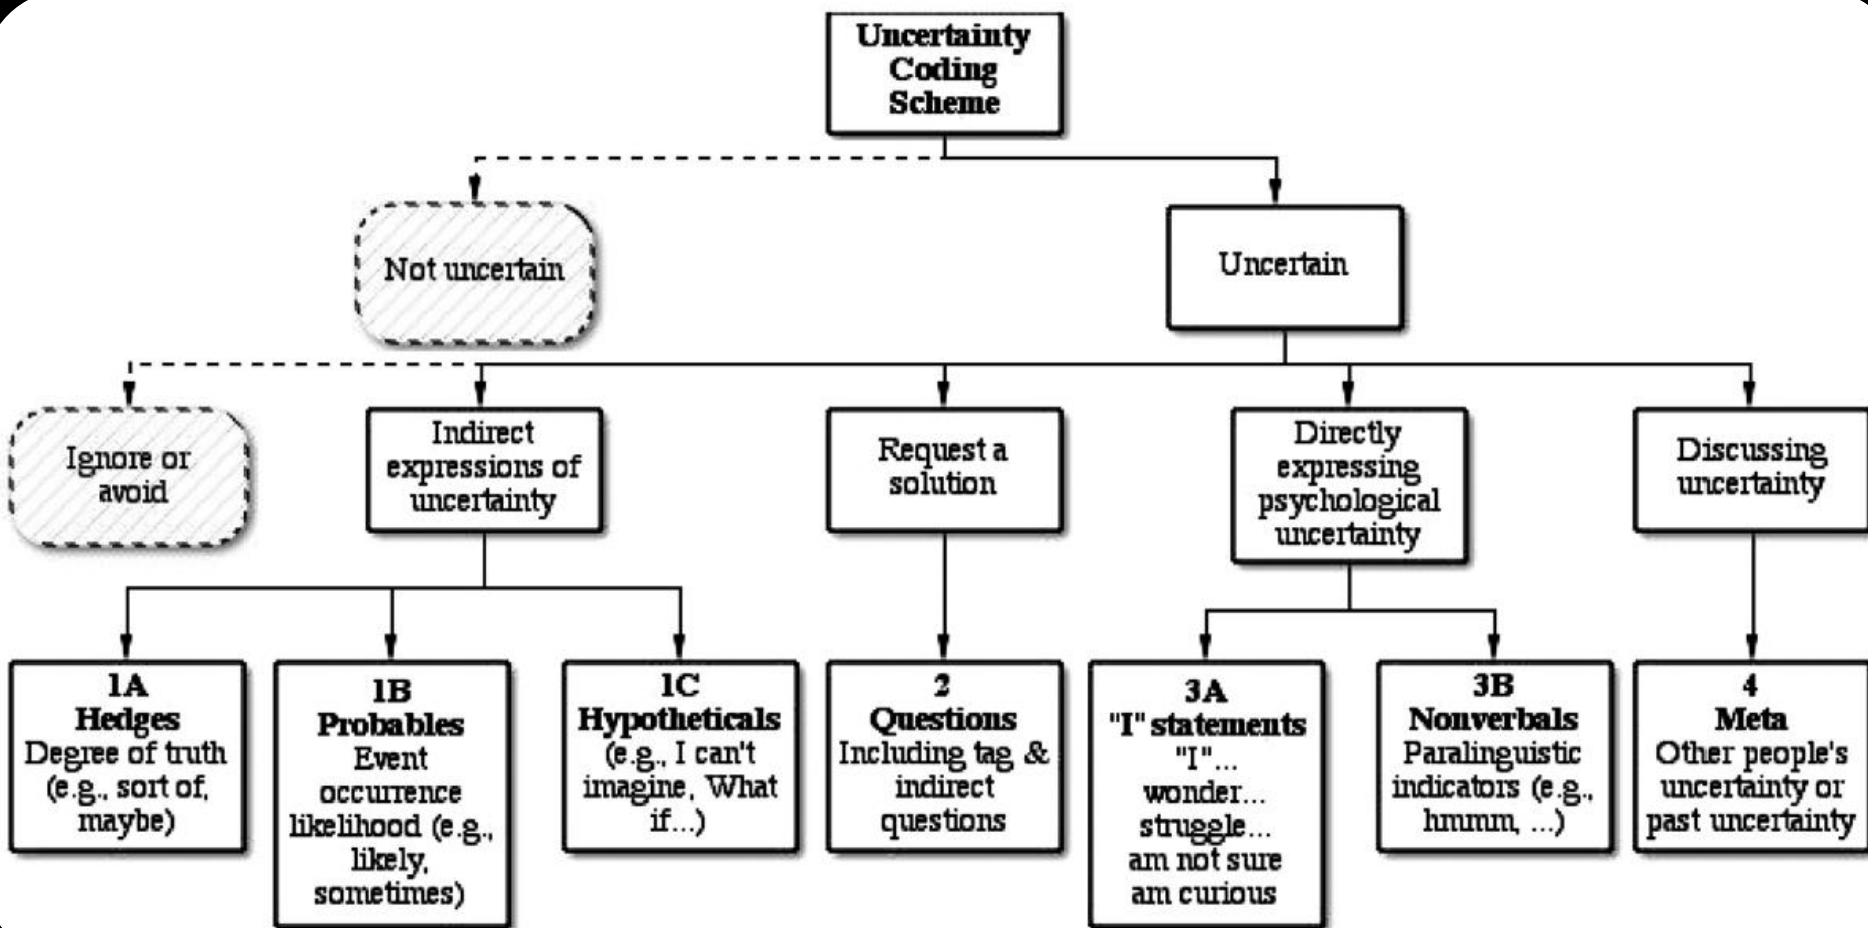 Uncertainty
Coding
Scheme
Not uncertain
Uncertain
Ignore or
avoid
Indirect
expressions of
uncertainty
Request a
solution
Directly
expressing
psychological
uncertainty
Discussing
uncertainty
1A
Hedges
Degree of truth
(e.g., sort of,
maybe)
1B
Probables
Event
occurrence
likelihood (e.g.,
likely,
sometimes)
1C
Hypotheticals
(e.g., I can't
imagine, What
if...)
2
Questions
Including tag &
indirect
questions
3A
"I" statements
"I"...
wonder...
struggle...
am not sure
am curious
3B
Nonverbals
Paralinguistic
indicators (e.g.,
hmmm, ...)
4
Meta
Other people's
uncertainty or
past uncertainty